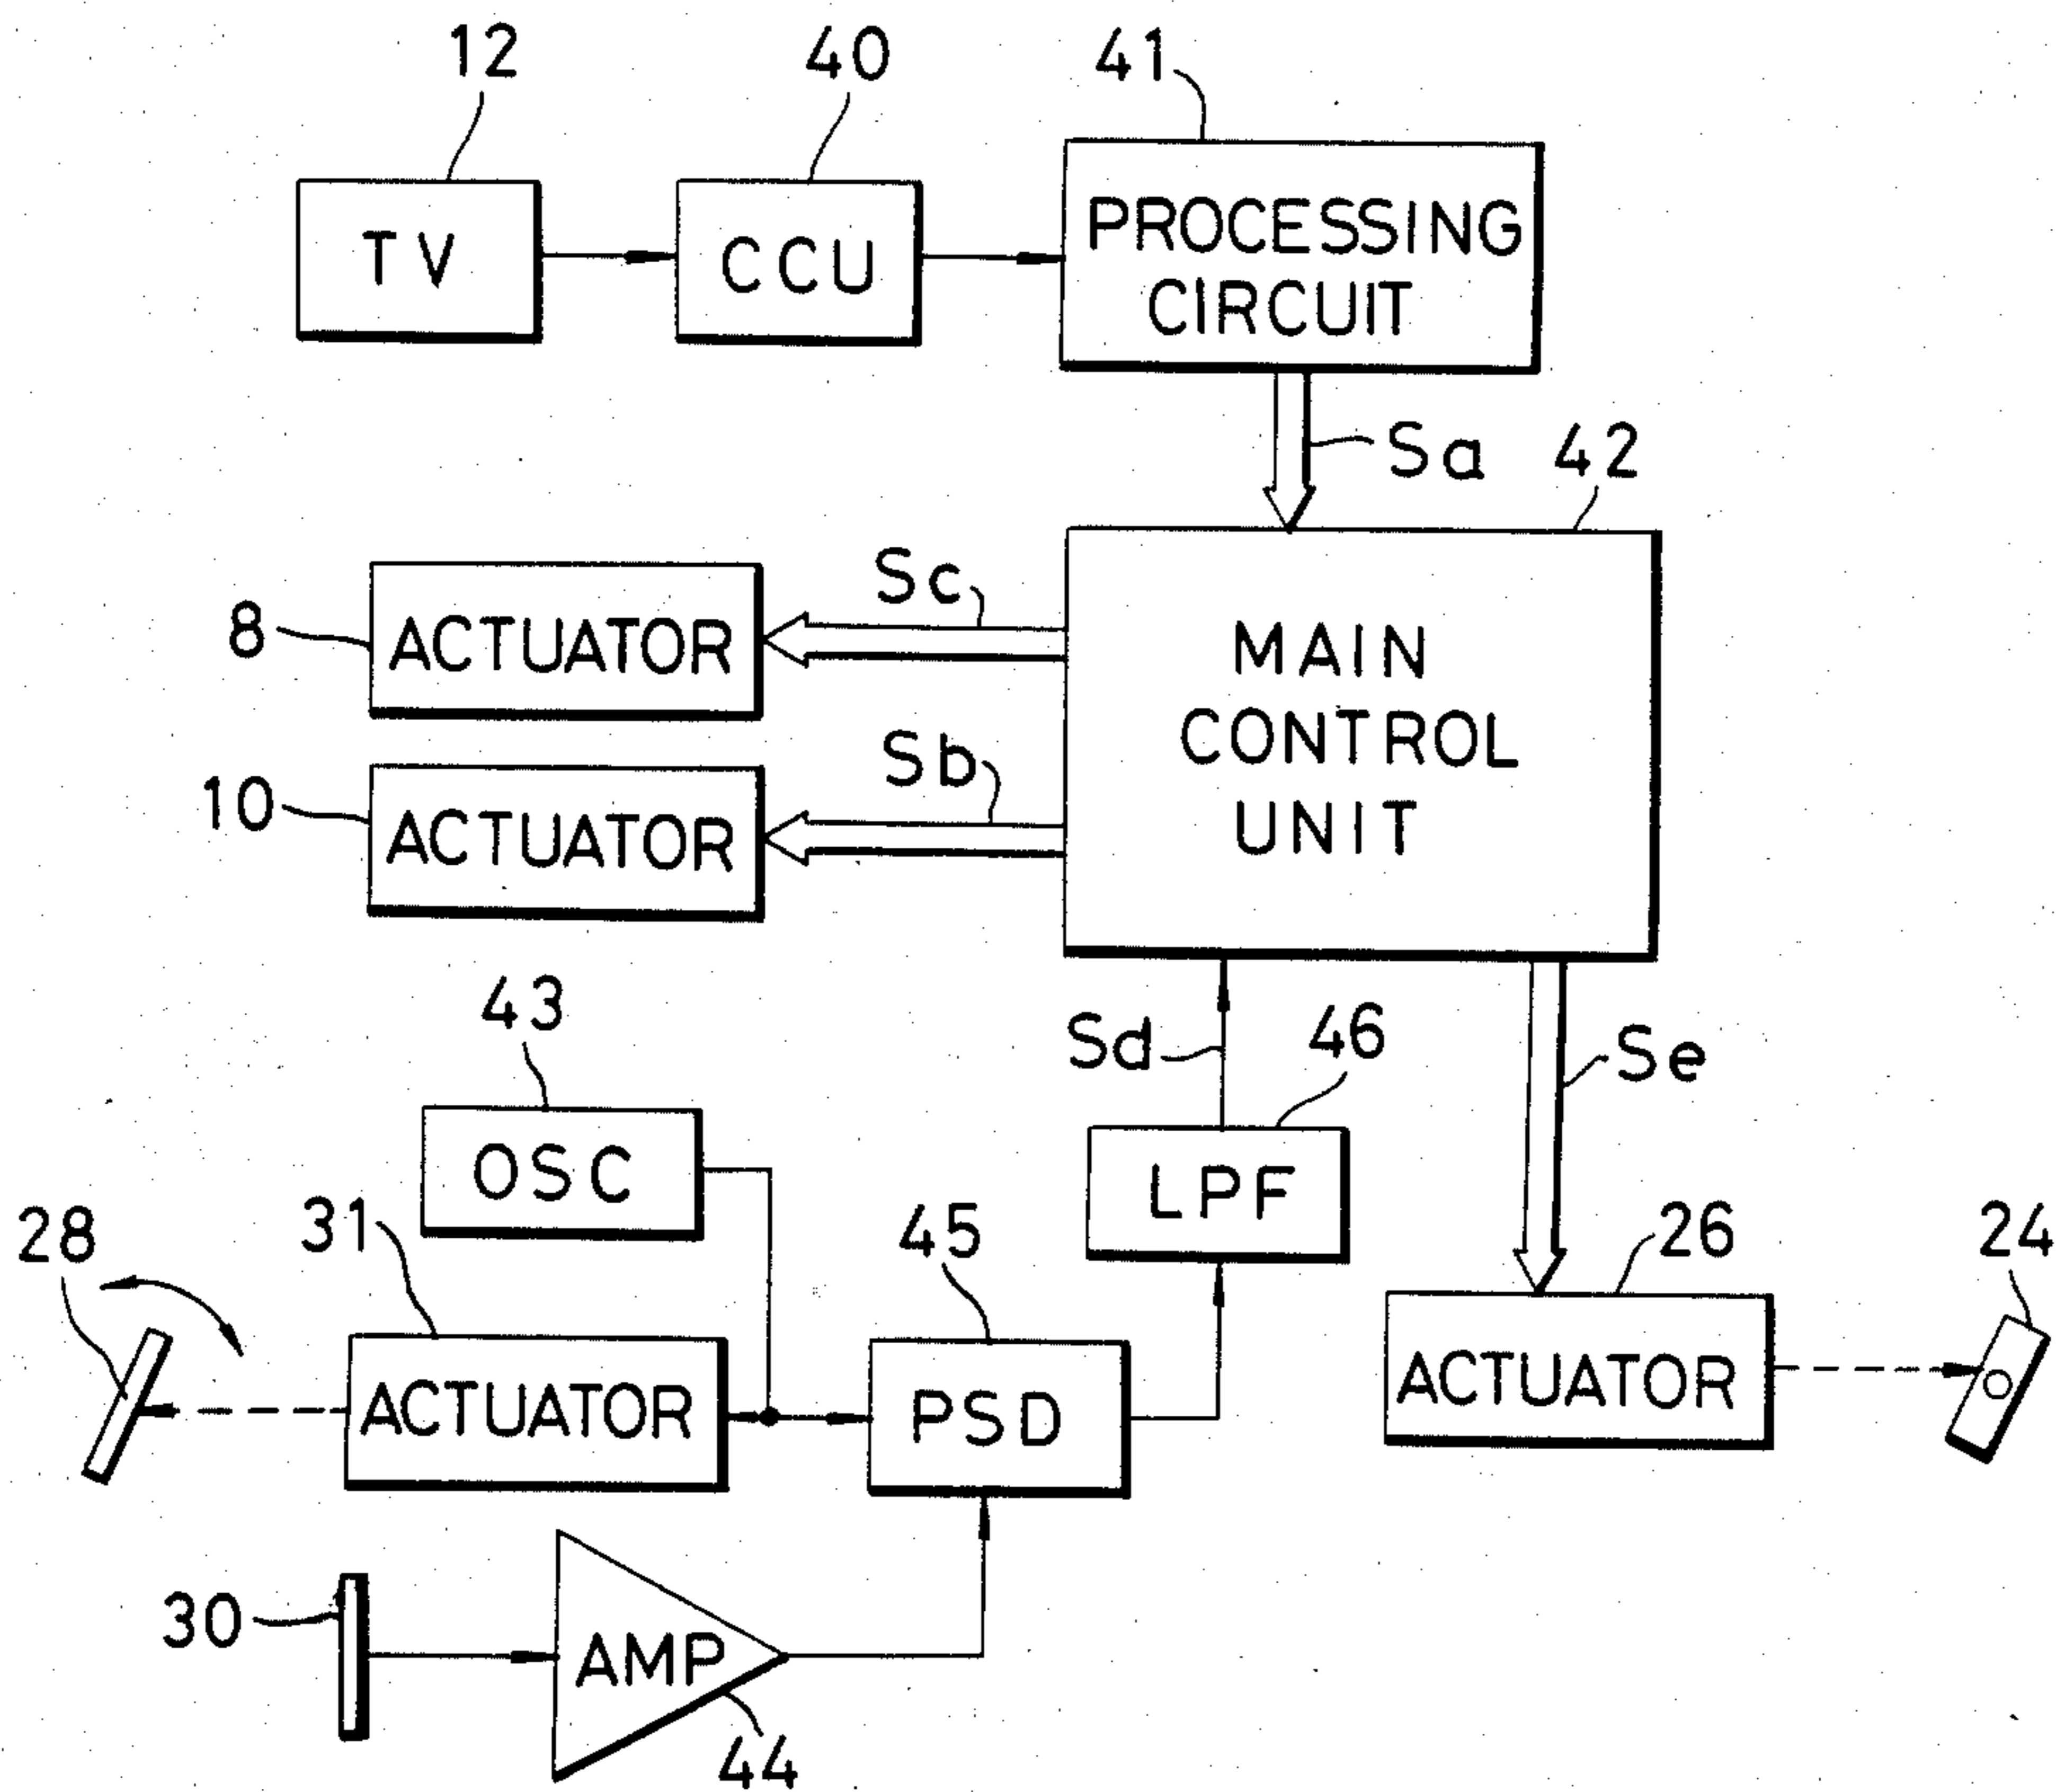 12
40
41
TV
CCU
PROCESSING
CIRCUIT
Sa
42
Sc
8
ACTUATOR
MAIN
CONTROL
UNIT
Sb
10
ACTUATOR
43
Sd
46
Se
OSC
LPF
28
31
45
26
24
ACTUATOR
PSD
ACTUATOR
30
AMP
44